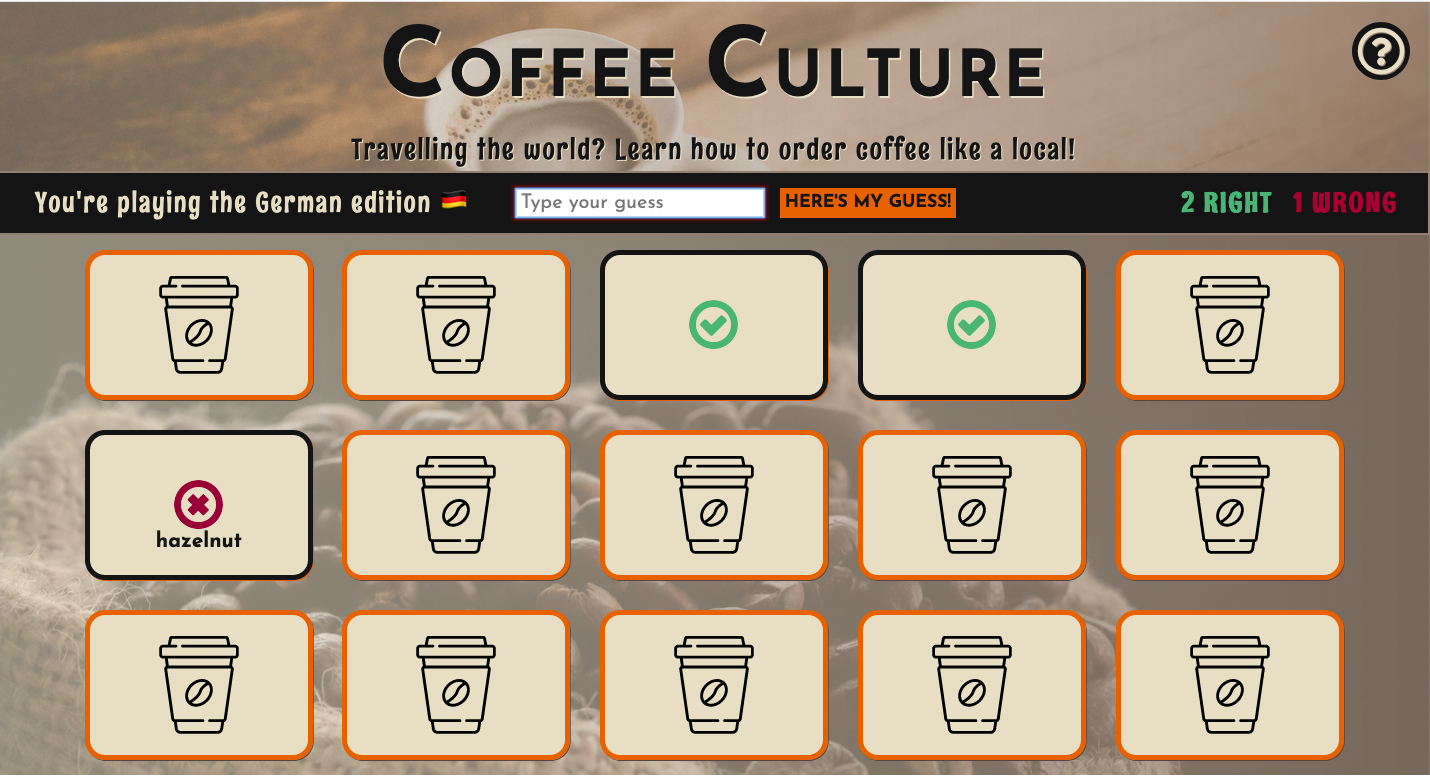 Coffee Culture
?
Travelling the world? Learn how to order coffee like a local!
You're playing the German edition 🇩🇪 Type your guess HERE'S MY GUESS! 2 RIGHT 1 WRONG
hazelnut